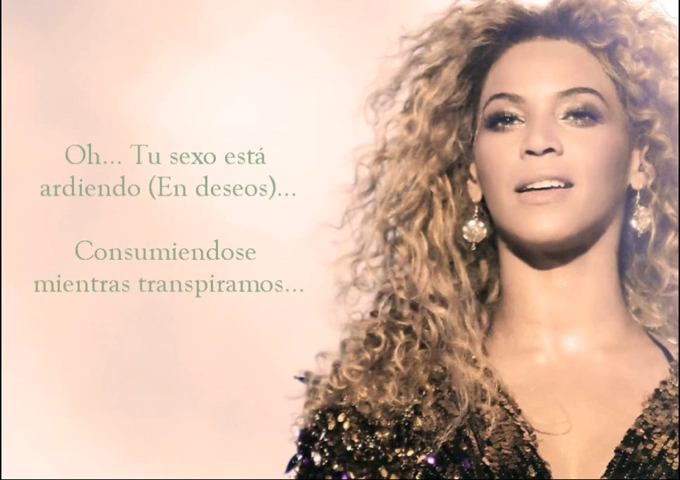 Oh... Tu sexo está
ardiendo (En deseos)...
Consumiendose
mientras transpiramos...